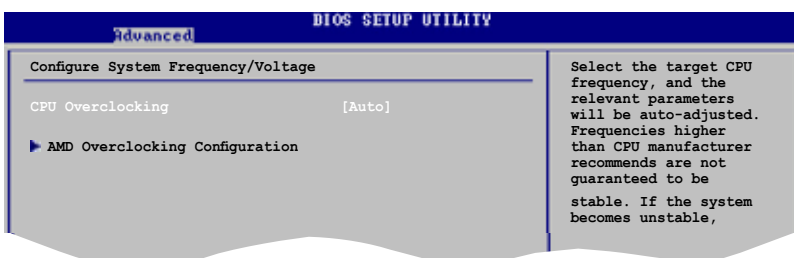 BIOS SETUP UTILITY
Advanced
Configure System Frequency/Voltage
CPU Overclocking [Auto]
AMD Overclocking Configuration
Select the target CPU
frequency, and the
relevant parameters
will be auto-adjusted.
Frequencies higher
than CPU manufacturer
recommends are not
guaranteed to be
stable. If the system
becomes unstable,